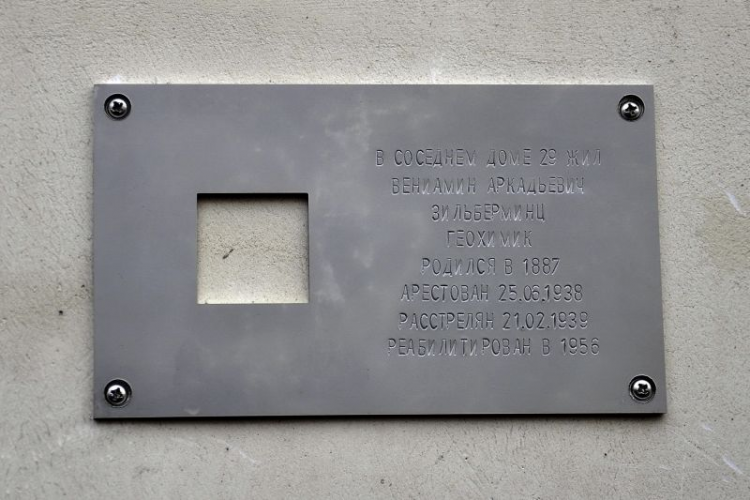 В СОСЕДНЕМ ДОМЕ 29 ЖИЛ
ВЕНИАМИН АРКАДЬЕВИЧ
ЗИЛЬБЕРМИНЦ
ГЕОХИМИК
РОДИЛСЯ В 1887
АРЕСТОВАН 25.06.1938
РАССТРЕЛЯН 21.02.1939
РЕАБИЛИТИРОВАН В 1956